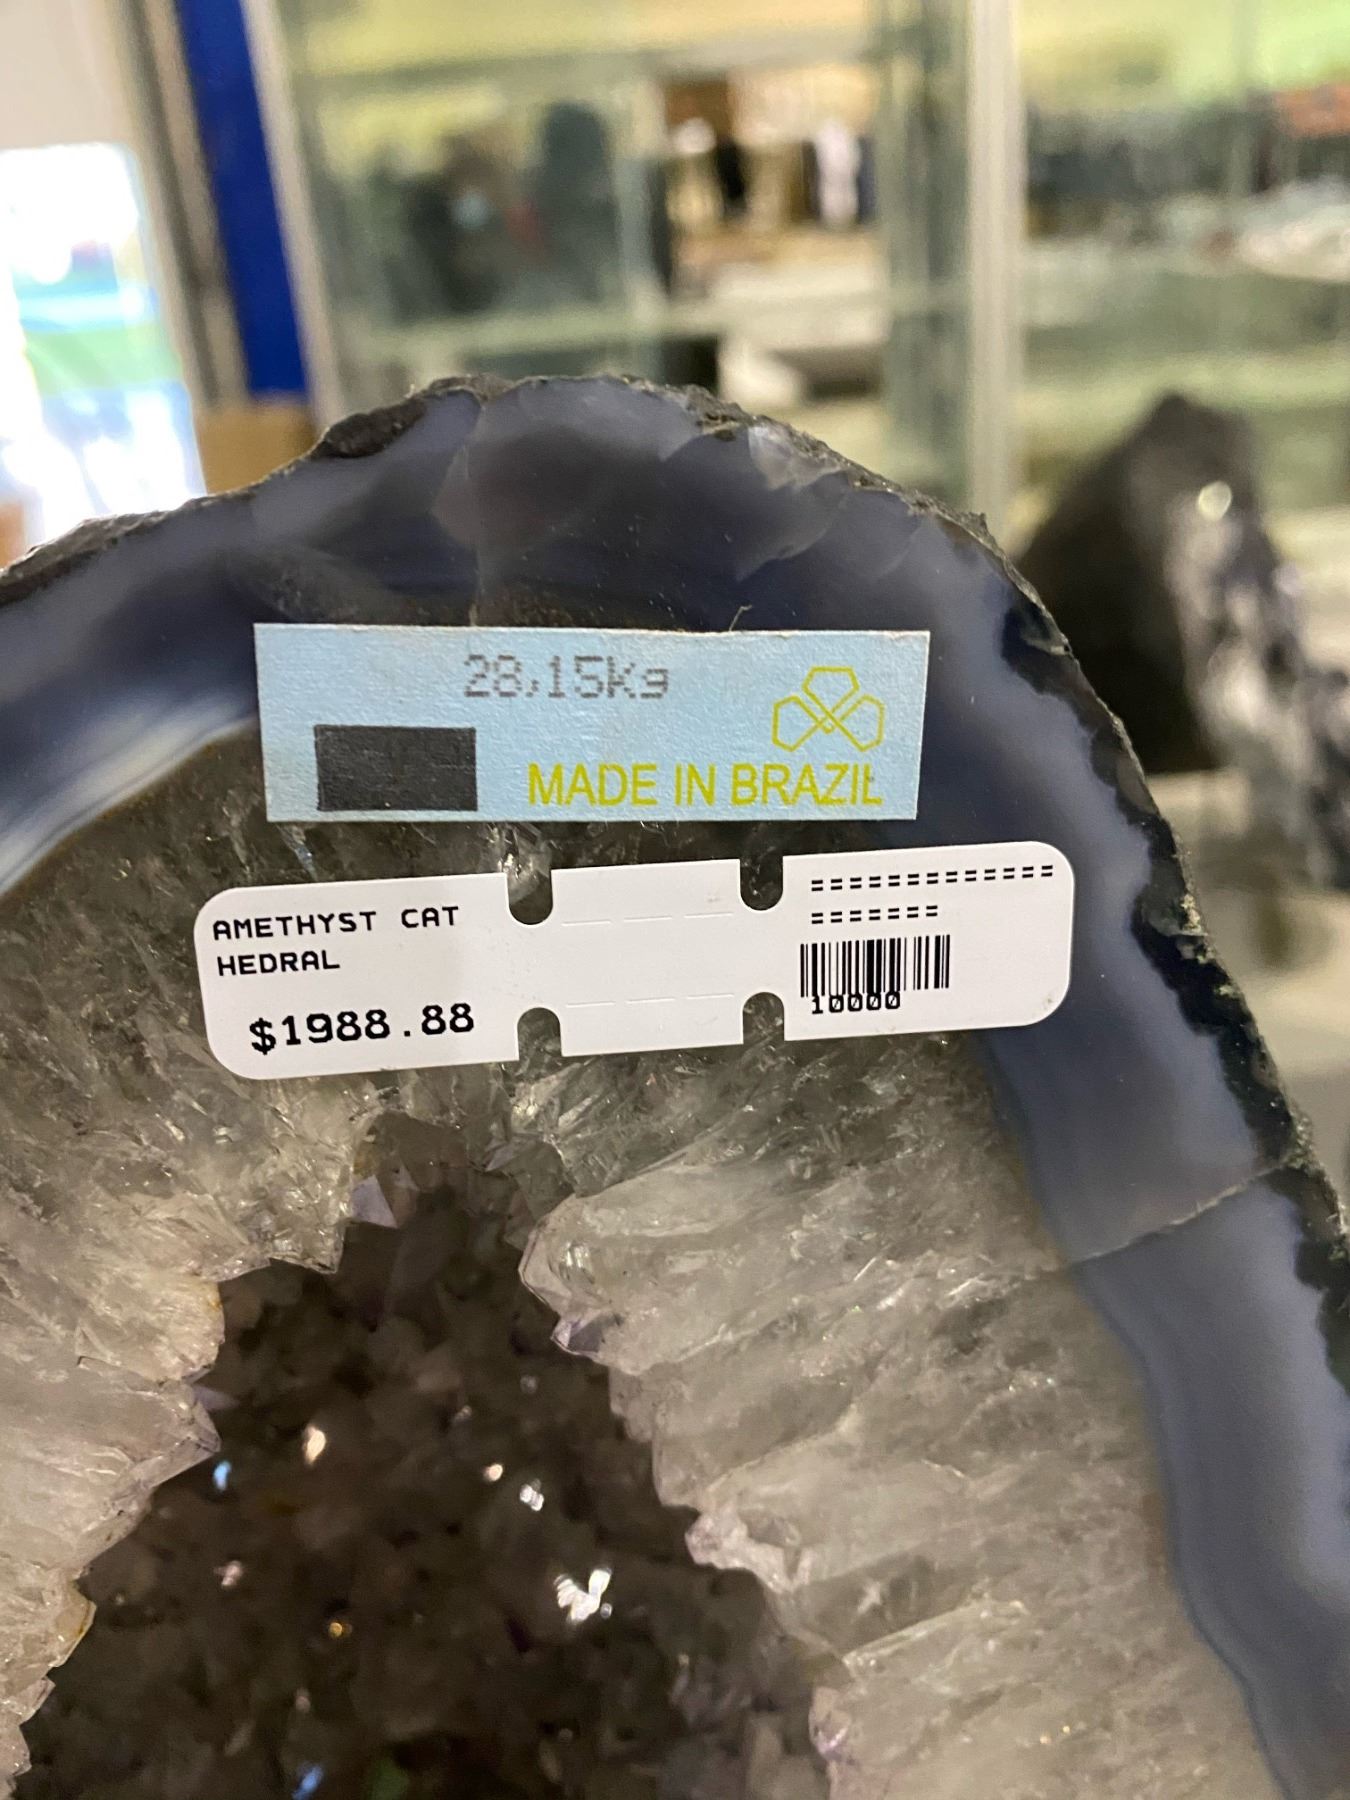 28,15Kg
MADE IN BRAZIL
AMETHYST CAT
HEDRAL
$1988.88
=============
=======
10000